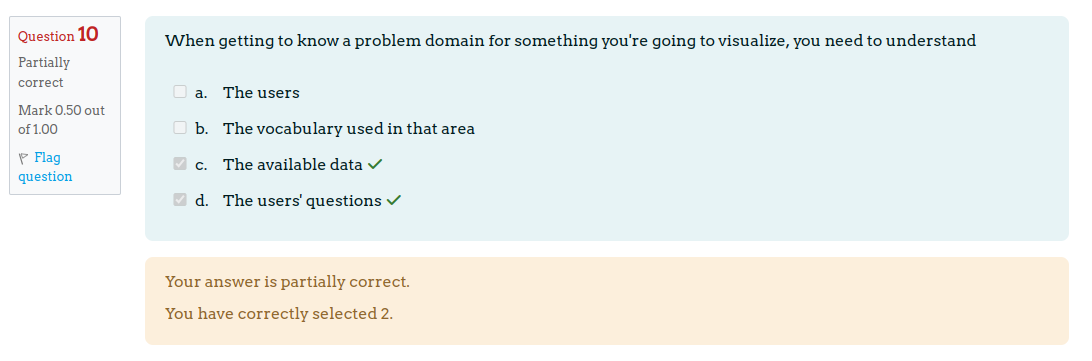 Question 10
Partially
correct
Mark 0.50 out
of 1.00
Flag
question
When getting to know a problem domain for something you're going to visualize, you need to understand
a. The users
b. The vocabulary used in that area
c. The available data
d. The users' questions
Your answer is partially correct.
You have correctly selected 2.